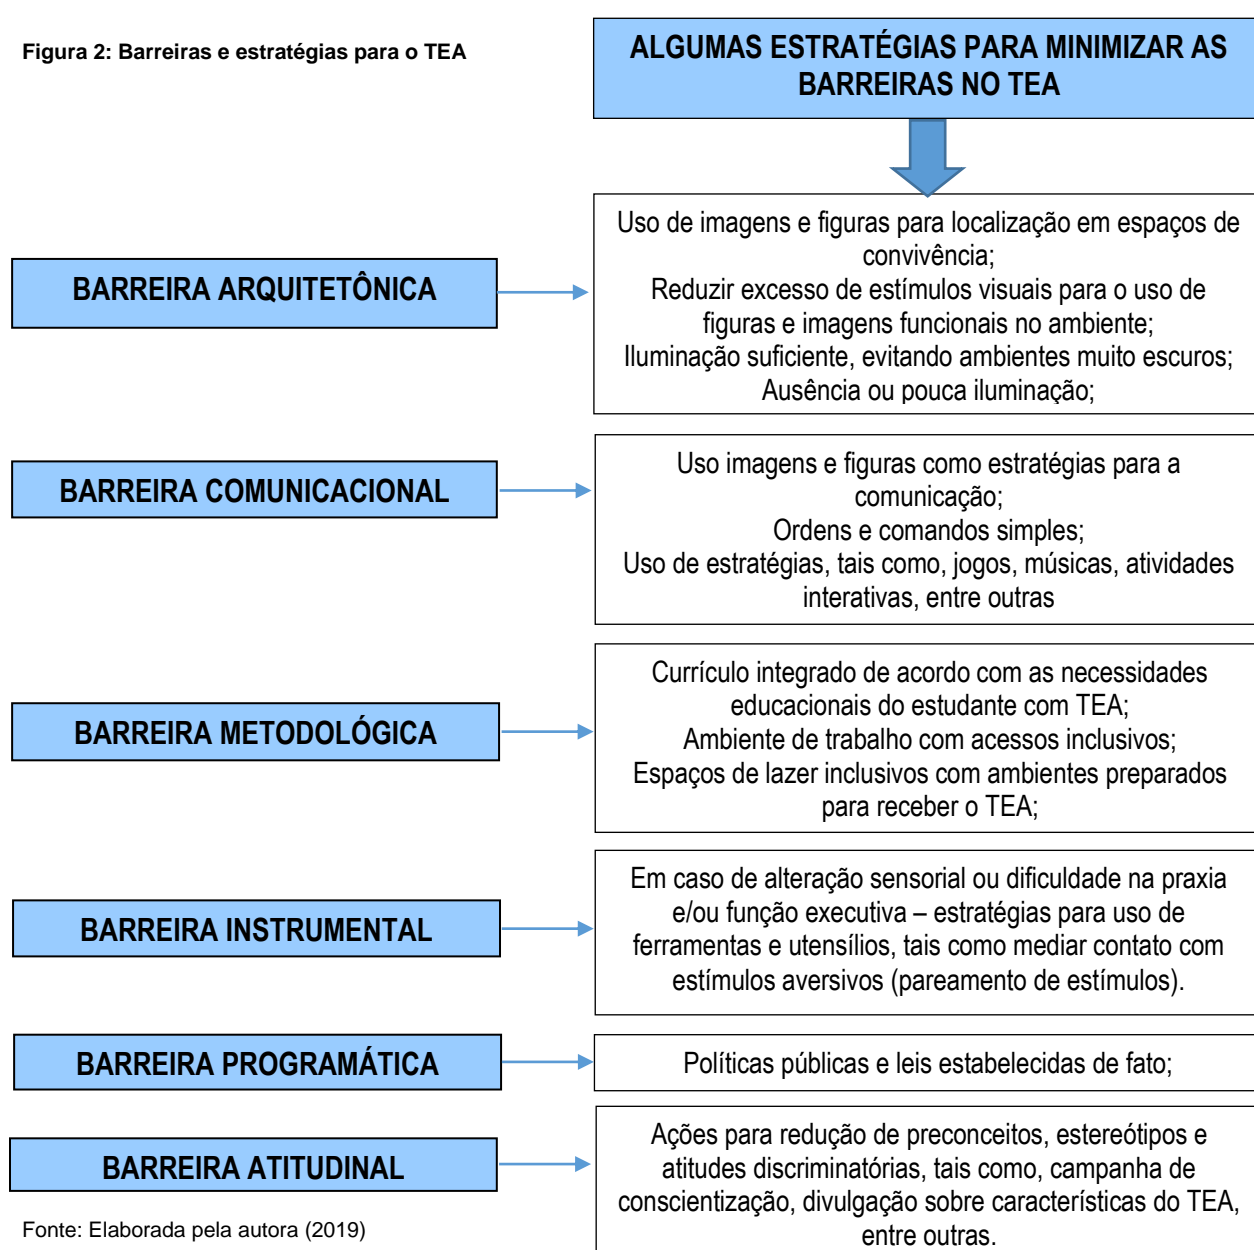 Figura 2: Barreiras e estratégias para o TEA
ALGUMAS ESTRATÉGIAS PARA MINIMIZAR AS
BARREIRAS NO TEA
BARREIRA ARQUITETÔNICA
Uso de imagens e figuras para localização em espaços de
convivência;
Reduzir excesso de estímulos visuais para o uso de
figuras e imagens funcionais no ambiente;
Iluminação suficiente, evitando ambientes muito escuros;
Ausência ou pouca iluminação;
BARREIRA COMUNICACIONAL
Uso imagens e figuras como estratégias para a
comunicação;
Ordens e comandos simples;
Uso de estratégias, tais como, jogos, músicas, atividades
interativas, entre outras
BARREIRA METODOLÓGICA
Currículo integrado de acordo com as necessidades
educacionais do estudante com TEA;
Ambiente de trabalho com acessos inclusivos;
Espaços de lazer inclusivos com ambientes preparados
para receber o TEA;
BARREIRA INSTRUMENTAL
Em caso de alteração sensorial ou dificuldade na praxia
e/ou função executiva – estratégias para uso de
ferramentas e utensílios, tais como mediar contato com
estímulos aversivos (pareamento de estímulos).
BARREIRA PROGRAMÁTICA
Políticas públicas e leis estabelecidas de fato;
BARREIRA ATITUDINAL
Ações para redução de preconceitos, estereótipos e
atitudes discriminatórias, tais como, campanha de
conscientização, divulgação sobre características do TEA,
entre outras.
Fonte: Elaborada pela autora (2019)